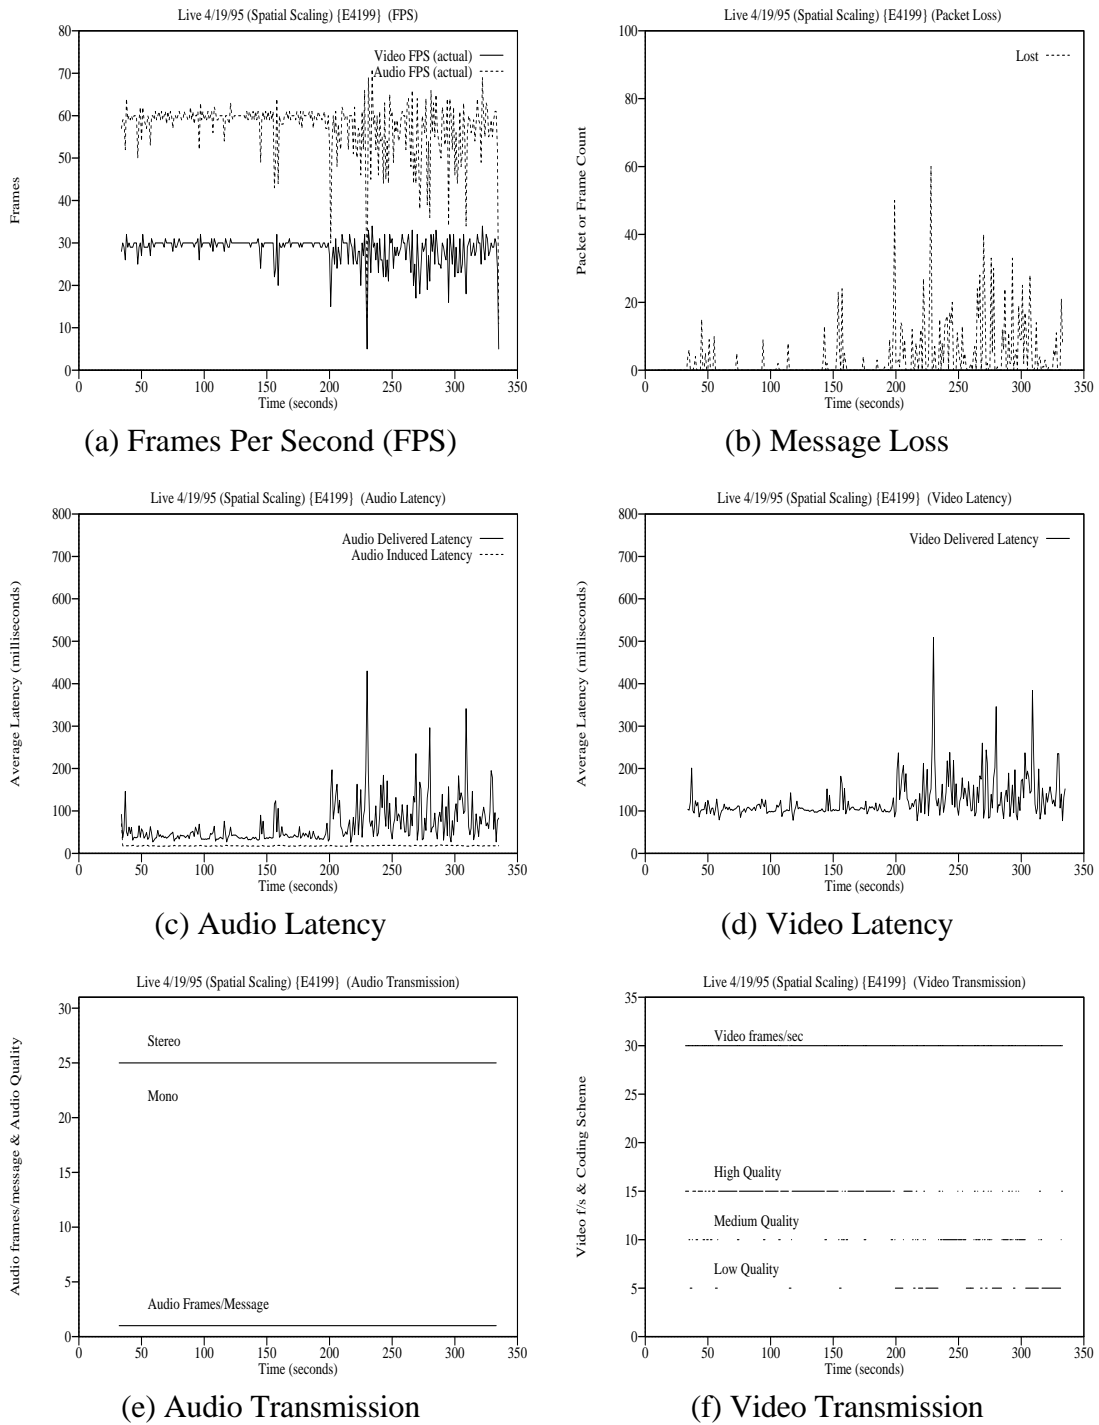 Live 4/19/95 (Spatial Scaling) {E4199}  (FPS)
80
70
60
50
40
30
20
10
0
Frames
Video FPS (actual)
Audio FPS (actual)
0 50 100 150 200 250 300 350
Time (seconds)
(a) Frames Per Second (FPS)
Live 4/19/95 (Spatial Scaling) {E4199}  (Packet Loss)
100
80
60
40
20
0
Packet or Frame Count
Lost
0 50 100 150 200 250 300 350
Time (seconds)
(b) Message Loss
Live 4/19/95 (Spatial Scaling) {E4199}  (Audio Latency)
800
700
600
500
400
300
200
100
0
Average Latency (milliseconds)
Audio Delivered Latency
Audio Induced Latency
0 50 100 150 200 250 300 350
Time (seconds)
(c) Audio Latency
Live 4/19/95 (Spatial Scaling) {E4199}  (Video Latency)
800
700
600
500
400
300
200
100
0
Average Latency (milliseconds)
Video Delivered Latency
0 50 100 150 200 250 300 350
Time (seconds)
(d) Video Latency
Live 4/19/95 (Spatial Scaling) {E4199}  (Audio Transmission)
30
25
20
15
10
5
0
Audio frames/message & Audio Quality
Stereo
Mono
Audio Frames/Message
0 50 100 150 200 250 300 350
Time (seconds)
(e) Audio Transmission
Live 4/19/95 (Spatial Scaling) {E4199}  (Video Transmission)
35
30
25
20
15
10
5
0
Video f/s & Coding Scheme
Video frames/sec
High Quality
Medium Quality
Low Quality
0 50 100 150 200 250 300 350
Time (seconds)
(f) Video Transmission